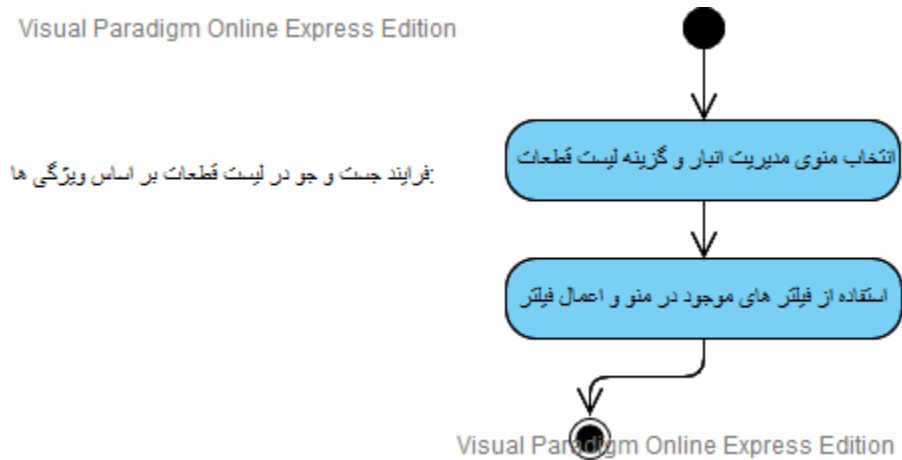 Visual Paradigm Online Express Edition
انتخاب منوی مدیریت انبار و گزینه لیست قطعات
فرایند جست و جو در لیست قطعات بر اساس ویژگی ها:
استفاده از فیلتر های موجود در منو و اعمال فیلتر
Visual Paradigm Online Express Edition